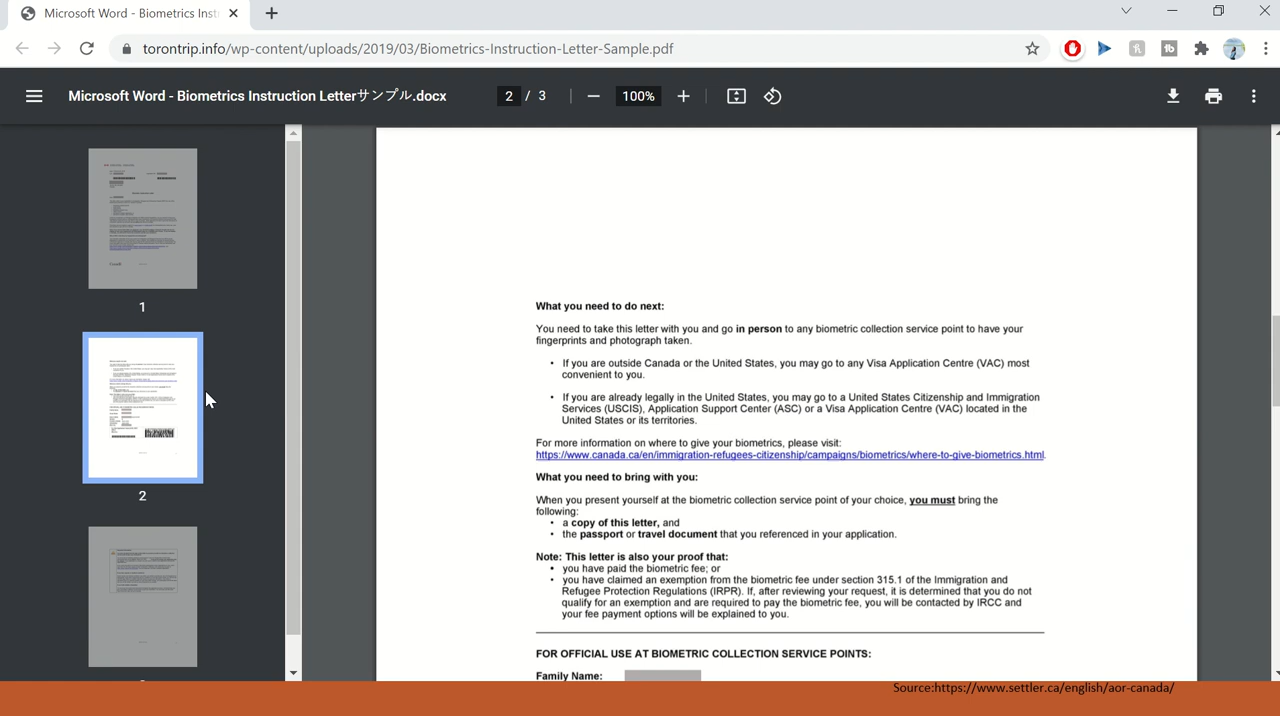 Microsoft Word - Biometrics Inst
torontrip.info/wp-content/uploads/2019/03/Biometrics-Instruction-Letter-Sample.pdf
Microsoft Word - Biometrics Instruction Letterサンプル.docx
2 / 3
100%
1
2
What you need to do next:
You need to take this letter with you and go in person to any biometric collection service point to have your
fingerprints and photograph taken.
• If you are outside Canada or the United States, you may go to any Visa Application Centre (VAC) most
convenient to you.
• If you are already legally in the United States, you may go to a United States Citizenship and Immigration
Services (USCIS), Application Support Center (ASC) or a Visa Application Centre (VAC) located in the
United States or its territories.
For more information on where to give your biometrics, please visit:
https://www.canada.ca/en/immigration-refugees-citizenship/campaigns/biometrics/where-to-give-biometrics.html.
What you need to bring with you:
When you present yourself at the biometric collection service point of your choice, you must bring the
following:
• a copy of this letter, and
• the passport or travel document that you referenced in your application.
Note: This letter is also your proof that:
• you have paid the biometric fee; or
• you have claimed an exemption from the biometric fee under section 315.1 of the Immigration and
Refugee Protection Regulations (IRPR). If, after reviewing your request, it is determined that you do not
qualify for an exemption and are required to pay the biometric fee, you will be contacted by IRCC and
your fee payment options will be explained to you.
FOR OFFICIAL USE AT BIOMETRIC COLLECTION SERVICE POINTS:
Family Name:
Source:https://www.settler.ca/english/aor-canada/